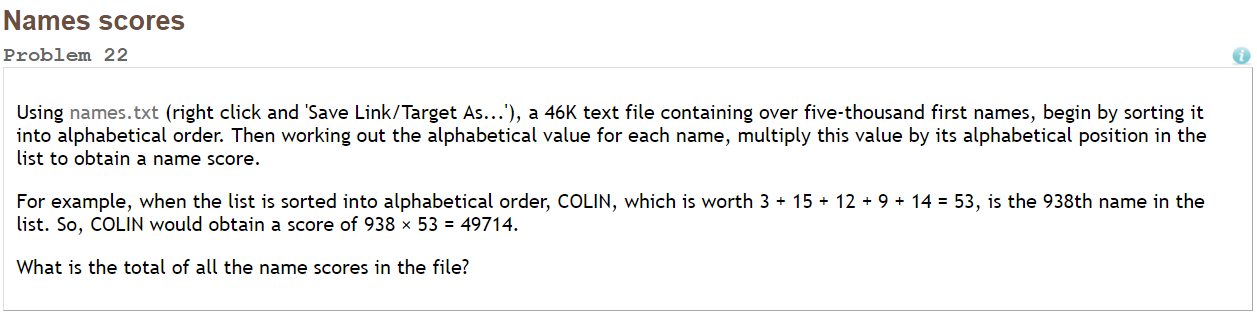 Names scores
Problem 22
Using names.txt (right click and 'Save Link/Target As...'), a 46K text file containing over five-thousand first names, begin by sorting it
into alphabetical order. Then working out the alphabetical value for each name, multiply this value by its alphabetical position in the
list to obtain a name score.
For example, when the list is sorted into alphabetical order, COLIN, which is worth 3 + 15 + 12 + 9 + 14 = 53, is the 938th name in the
list. So, COLIN would obtain a score of 938 × 53 = 49714.
What is the total of all the name scores in the file?